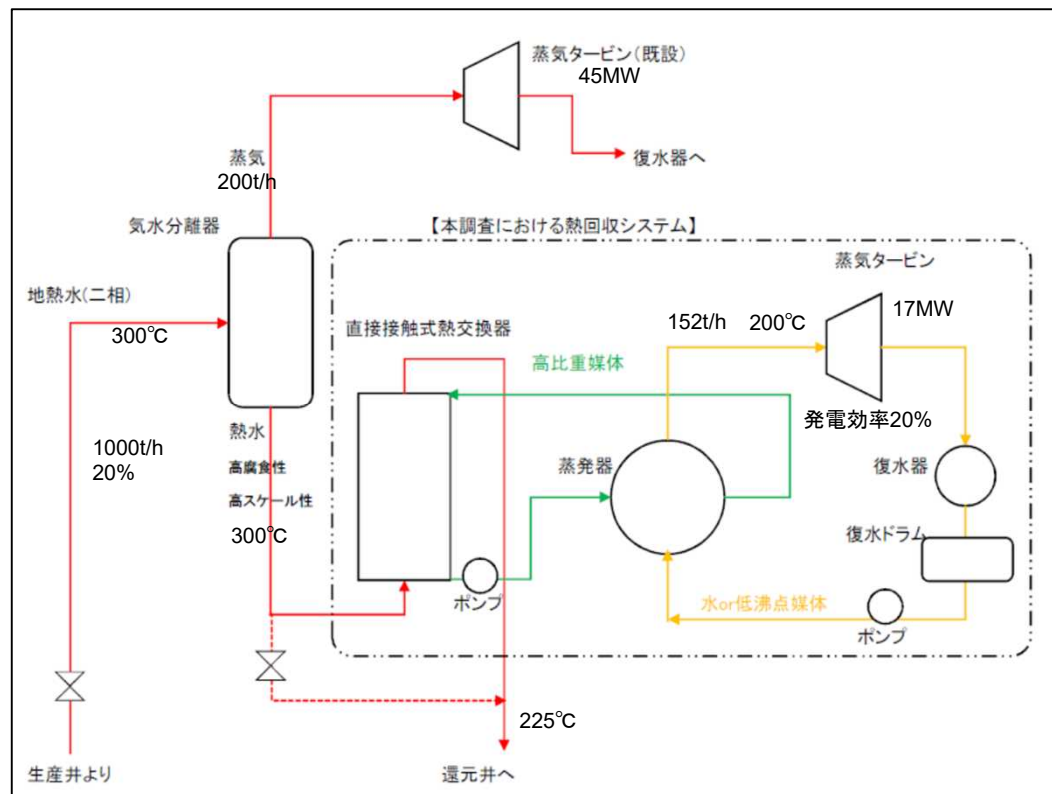 蒸気タービン(既設)
45MW
蒸気
200t/h
復水器へ
気水分離器
【本調査における熱回収システム】
地熱水(二相)
300℃
直接接触式熱交換器
蒸気タービン
152t/h
200℃
17MW
高比重媒体
発電効率20%
1000t/h
20%
熱水
高腐食性
高スケール性
300℃
蒸発器
復水器
復水ドラム
ポンプ
水or低沸点媒体
ポンプ
225℃
生産井より
還元井へ